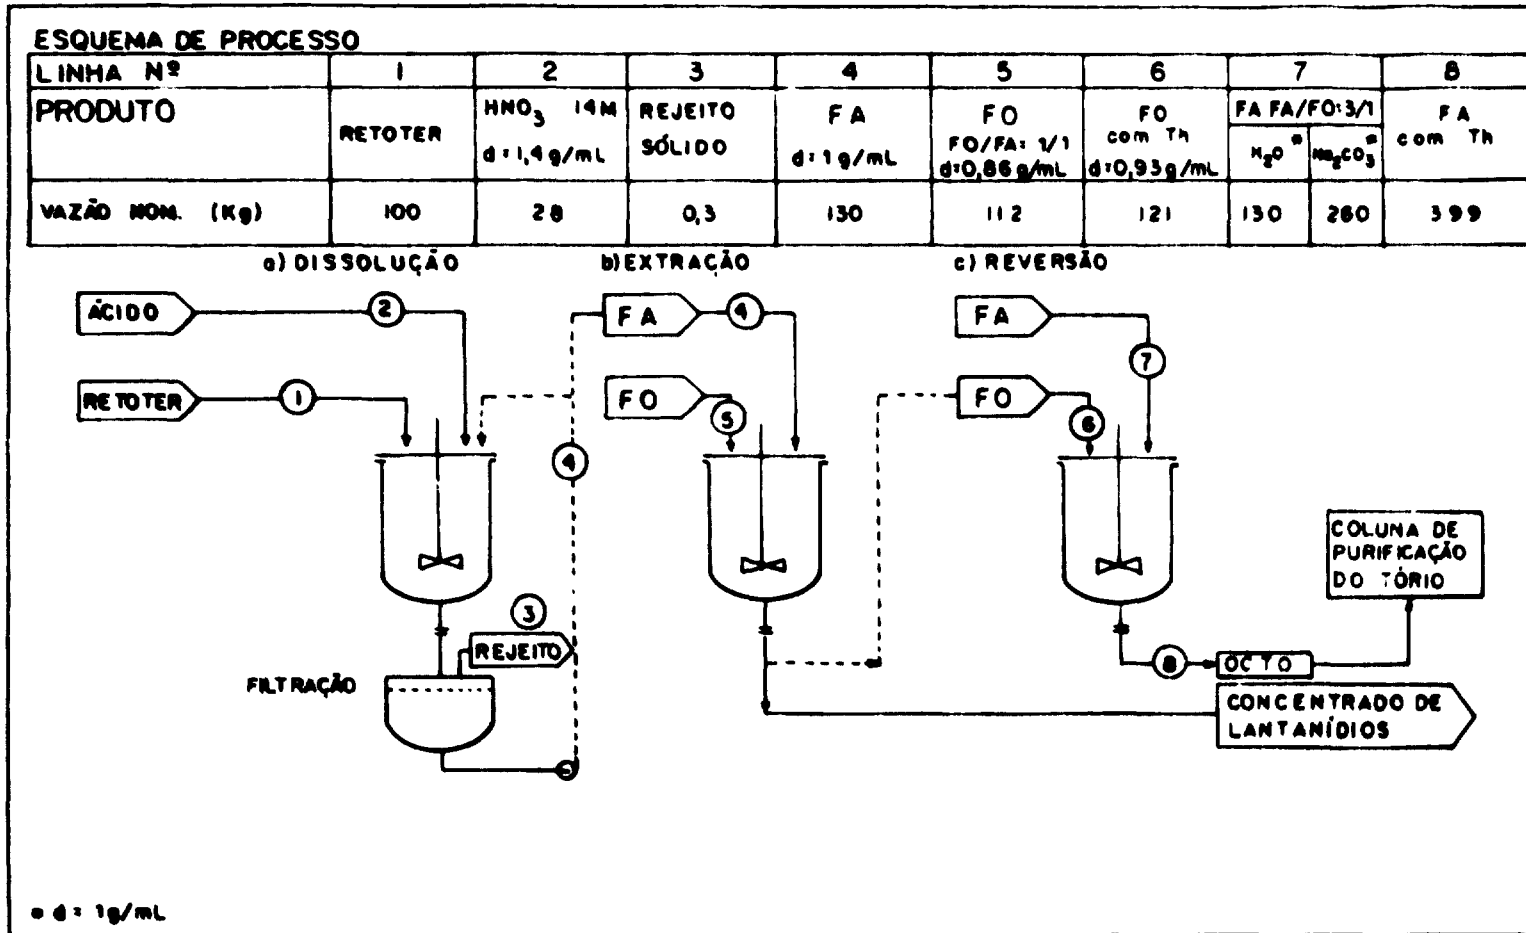 ESQUEMA DE PROCESSO
LINHA Nº 1 2 3 4 5 6 7 8
PRODUTO
RETOTER
HNO3 14M
d:1,4g/mL
REJEITO
SÓLIDO
FA
d:1g/mL
FO
FO/FA: 1/1
d:0,86g/mL
FO
com Th
d:0,93g/mL
FA FA/FO:3/1
H2O*
Na2CO3*
FA
com Th
VAZÃO NOM. (Kg) 100 28 0,3 130 112 121 130 260 399
a) DISSOLUÇÃO b) EXTRAÇÃO c) REVERSÃO
ÁCIDO 2 FA 4 FA
7
RETOTER 1 FO 5 FO 6
4
COLUNA DE
PURIFICAÇÃO
DO TÓRIO
3
REJEITO
8 OCTO
FILTRAÇÃO
CONCENTRADO DE
LANTANÍDIOS
* d: 1g/mL